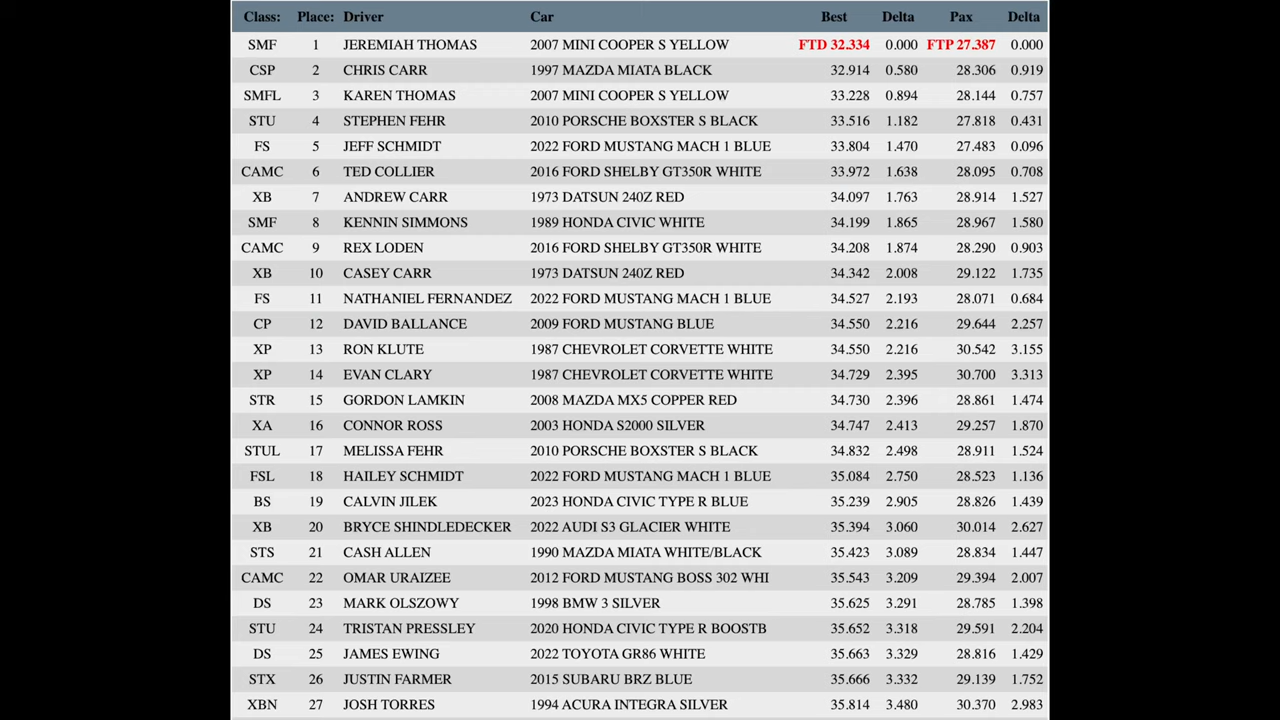 Class: Place: Driver Car Best Delta Pax Delta
SMF 1 JEREMIAH THOMAS 2007 MINI COOPER S YELLOW FTD 32.334 0.000 FTP 27.387 0.000
CSP 2 CHRIS CARR 1997 MAZDA MIATA BLACK 32.914 0.580 28.306 0.919
SMFL 3 KAREN THOMAS 2007 MINI COOPER S YELLOW 33.228 0.894 28.144 0.757
STU 4 STEPHEN FEHR 2010 PORSCHE BOXSTER S BLACK 33.516 1.182 27.818 0.431
FS 5 JEFF SCHMIDT 2022 FORD MUSTANG MACH 1 BLUE 33.804 1.470 27.483 0.096
CAMC 6 TED COLLIER 2016 FORD SHELBY GT350R WHITE 33.972 1.638 28.095 0.708
XB 7 ANDREW CARR 1973 DATSUN 240Z RED 34.097 1.763 28.914 1.527
SMF 8 KENNIN SIMMONS 1989 HONDA CIVIC WHITE 34.199 1.865 28.967 1.580
CAMC 9 REX LODEN 2016 FORD SHELBY GT350R WHITE 34.208 1.874 28.290 0.903
XB 10 CASEY CARR 1973 DATSUN 240Z RED 34.342 2.008 29.122 1.735
FS 11 NATHANIEL FERNANDEZ 2022 FORD MUSTANG MACH 1 BLUE 34.527 2.193 28.071 0.684
CP 12 DAVID BALLANCE 2009 FORD MUSTANG BLUE 34.550 2.216 29.644 2.257
XP 13 RON KLUTE 1987 CHEVROLET CORVETTE WHITE 34.550 2.216 30.542 3.155
XP 14 EVAN CLARY 1987 CHEVROLET CORVETTE WHITE 34.729 2.395 30.700 3.313
STR 15 GORDON LAMKIN 2008 MAZDA MX5 COPPER RED 34.730 2.396 28.861 1.474
XA 16 CONNOR ROSS 2003 HONDA S2000 SILVER 34.747 2.413 29.257 1.870
STUL 17 MELISSA FEHR 2010 PORSCHE BOXSTER S BLACK 34.832 2.498 28.911 1.524
FSL 18 HAILEY SCHMIDT 2022 FORD MUSTANG MACH 1 BLUE 35.084 2.750 28.523 1.136
BS 19 CALVIN JILEK 2023 HONDA CIVIC TYPE R BLUE 35.239 2.905 28.826 1.439
XB 20 BRYCE SHINDLEDECKER 2022 AUDI S3 GLACIER WHITE 35.394 3.060 30.014 2.627
STS 21 CASH ALLEN 1990 MAZDA MIATA WHITE/BLACK 35.423 3.089 28.834 1.447
CAMC 22 OMAR URAIZEE 2012 FORD MUSTANG BOSS 302 WHI 35.543 3.209 29.394 2.007
DS 23 MARK OLSZOWY 1998 BMW 3 SILVER 35.625 3.291 28.785 1.398
STU 24 TRISTAN PRESSLEY 2020 HONDA CIVIC TYPE R BOOSTB 35.652 3.318 29.591 2.204
DS 25 JAMES EWING 2022 TOYOTA GR86 WHITE 35.663 3.329 28.816 1.429
STX 26 JUSTIN FARMER 2015 SUBARU BRZ BLUE 35.666 3.332 29.139 1.752
XBN 27 JOSH TORRES 1994 ACURA INTEGRA SILVER 35.814 3.480 30.370 2.983